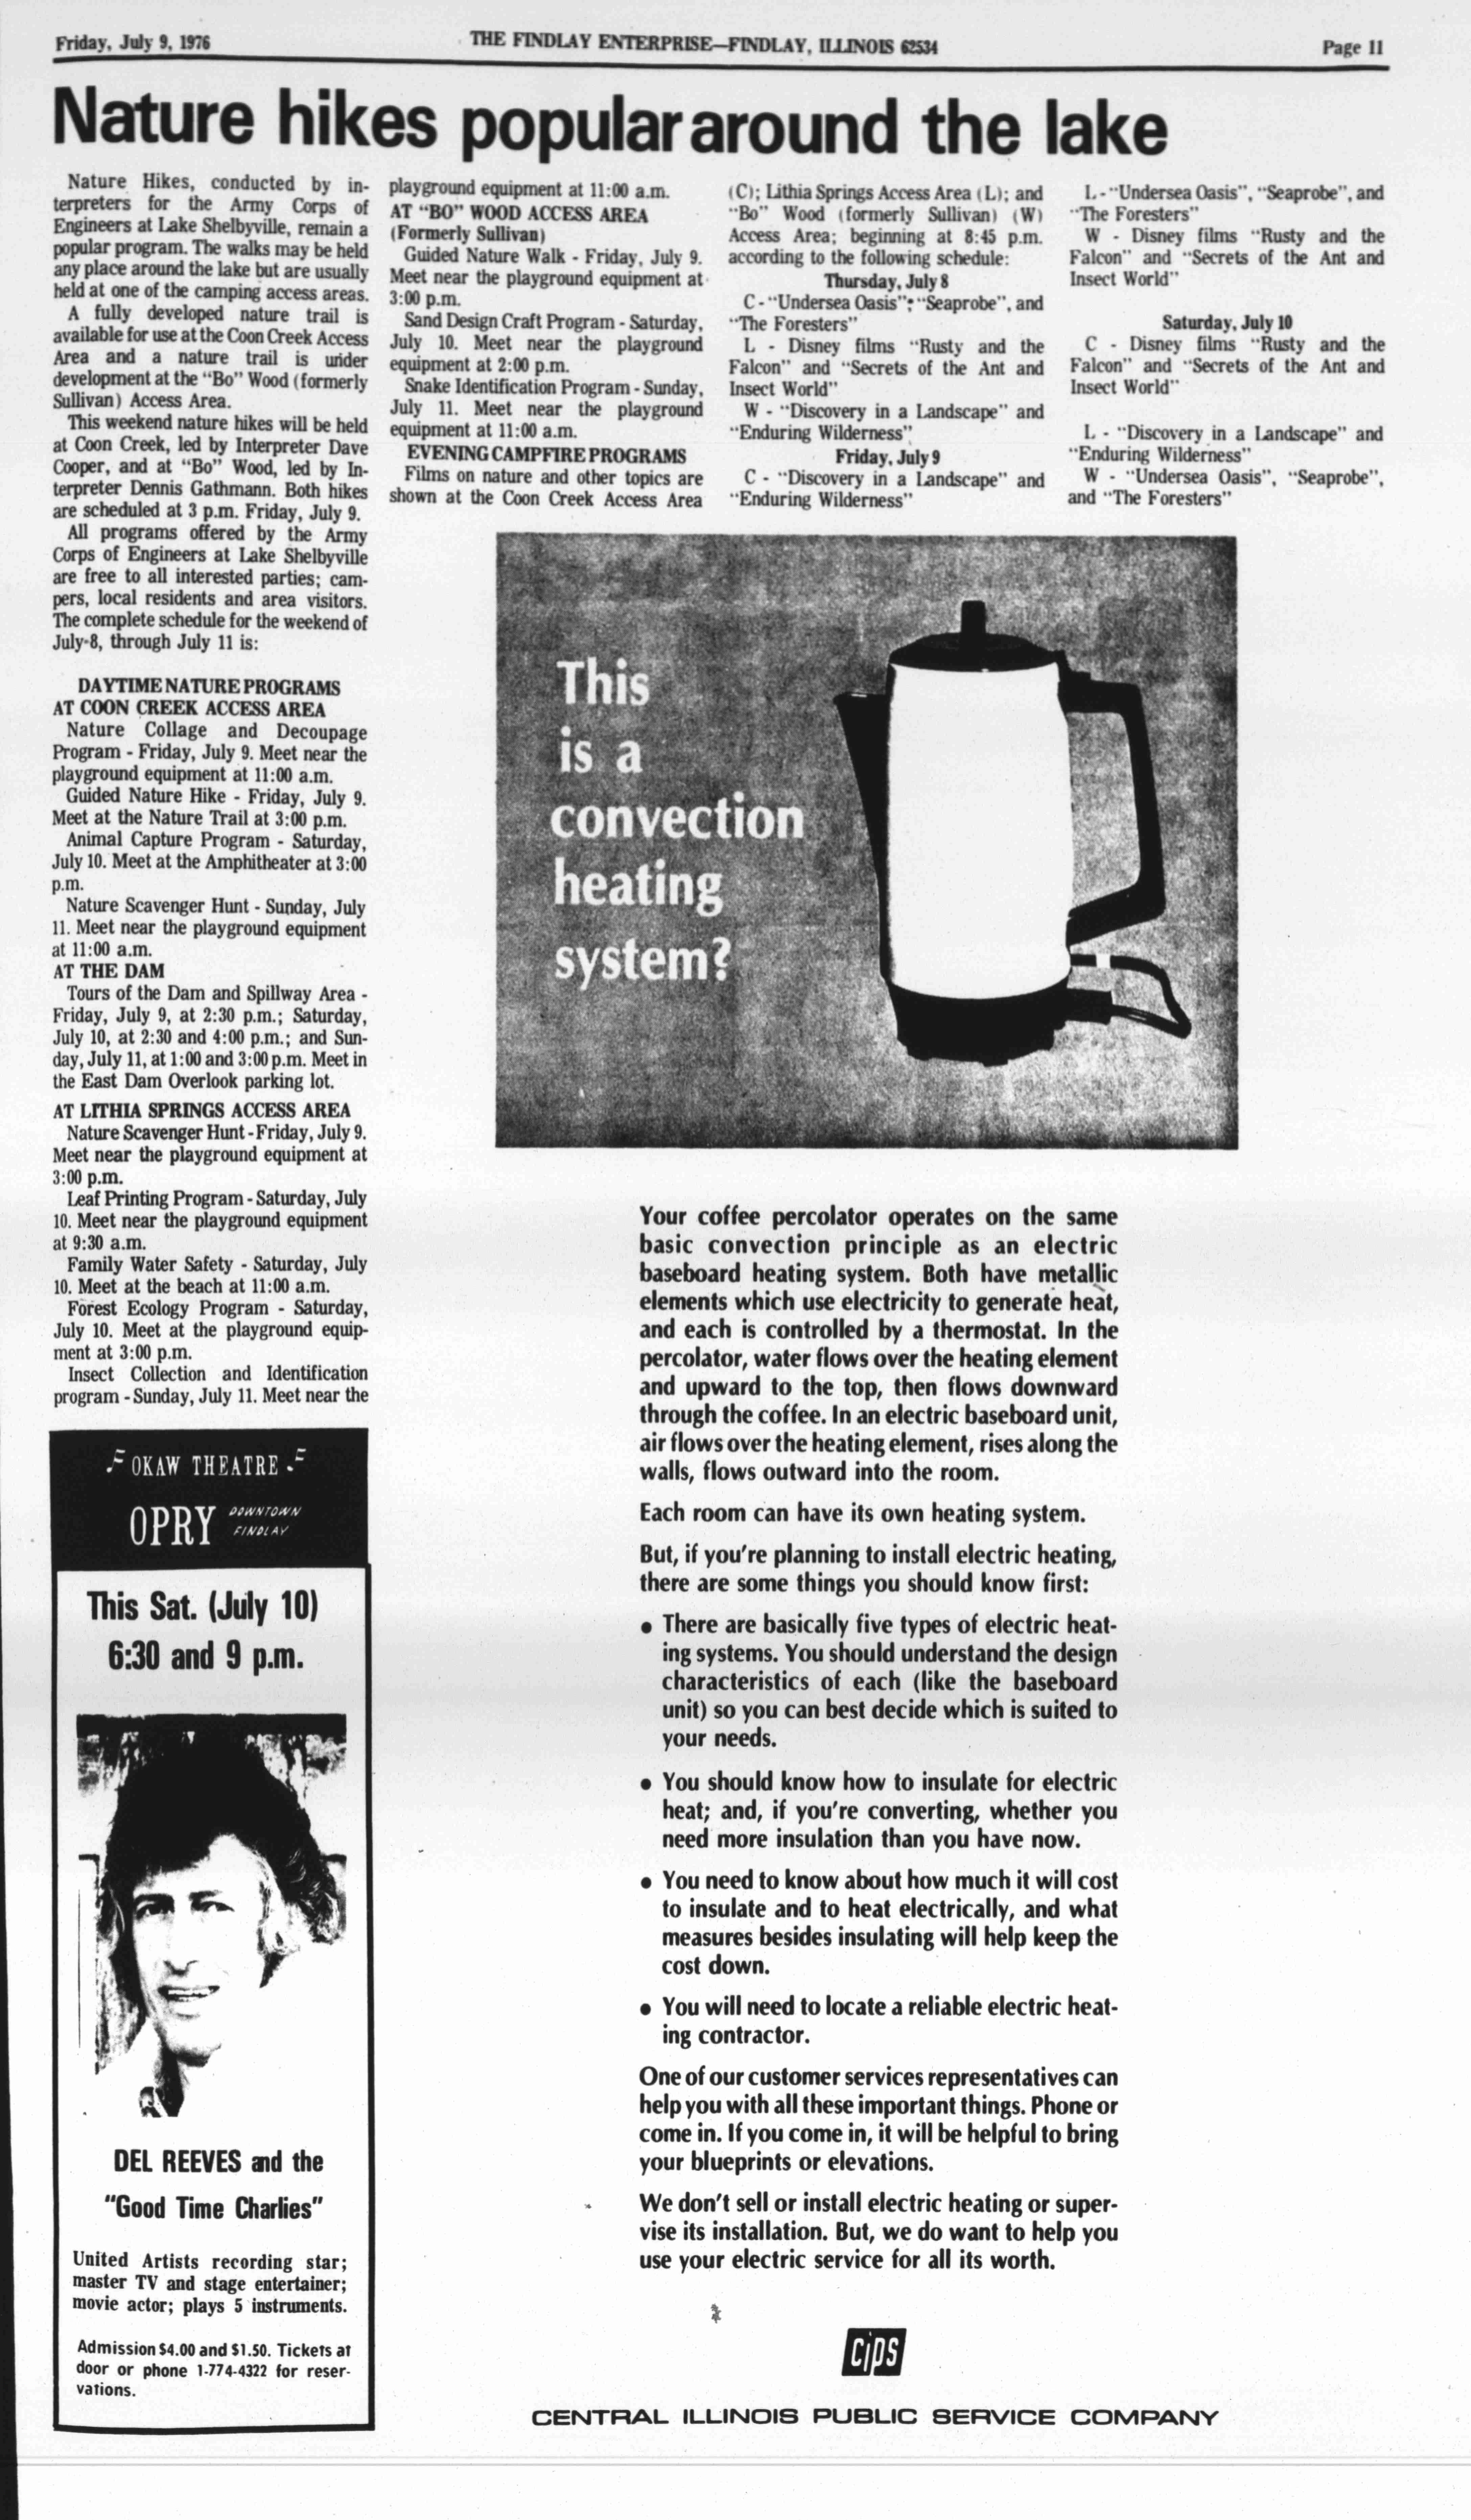 Friday, July 9, 1976
THE FINDLAY ENTERPRISE—FINDLAY, ILLINOIS 62534
Page 11
Nature hikes popular around the lake
Nature Hikes, conducted by in-
terpreters for the Army Corps of
Engineers at Lake Shelbyville, remain a
popular program. The walks may be held
any place around the lake but are usually
held at one of the camping access areas.
A fully developed nature trail is
available for use at the Coon Creek Access
Area and a nature trail is under
development at the "Bo" Wood (formerly
Sullivan) Access Area.
This weekend nature hikes will be held
at Coon Creek, led by Interpreter Dave
Cooper, and at "Bo" Wood, led by In-
terpreter Dennis Gathmann. Both hikes
are scheduled at 3 p.m. Friday, July 9.
All programs offered by the Army
Corps of Engineers at Lake Shelbyville
are free to all interested parties; cam-
pers, local residents and area visitors.
The complete schedule for the weekend of
July 8, through July 11 is:
DAYTIME NATURE PROGRAMS
AT COON CREEK ACCESS AREA
Nature Collage and Decoupage
Program - Friday, July 9. Meet near the
playground equipment at 11:00 a.m.
Guided Nature Hike - Friday, July 9.
Meet at the Nature Trail at 3:00 p.m.
Animal Capture Program - Saturday,
July 10. Meet at the Amphitheater at 3:00
p.m.
Nature Scavenger Hunt - Sunday, July
11. Meet near the playground equipment
at 11:00 a.m.
AT THE DAM
Tours of the Dam and Spillway Area -
Friday, July 9, at 2:30 p.m.; Saturday,
July 10, at 2:30 and 4:00 p.m.; and Sun-
day, July 11, at 1:00 and 3:00 p.m. Meet in
the East Dam Overlook parking lot.
AT LITHIA SPRINGS ACCESS AREA
Nature Scavenger Hunt - Friday, July 9.
Meet near the playground equipment at
3:00 p.m.
Leaf Printing Program - Saturday, July
10. Meet near the playground equipment
at 9:30 a.m.
Family Water Safety - Saturday, July
10. Meet at the beach at 11:00 a.m.
Forest Ecology Program - Saturday,
July 10. Meet at the playground equip-
ment at 3:00 p.m.
Insect Collection and Identification
program - Sunday, July 11. Meet near the
playground equipment at 11:00 a.m.
AT "BO" WOOD ACCESS AREA
(Formerly Sullivan)
Guided Nature Walk - Friday, July 9.
Meet near the playground equipment at
3:00 p.m.
Sand Design Craft Program - Saturday,
July 10. Meet near the playground
equipment at 2:00 p.m.
Snake Identification Program - Sunday,
July 11. Meet near the playground
equipment at 11:00 a.m.
EVENING CAMPFIRE PROGRAMS
Films on nature and other topics are
shown at the Coon Creek Access Area
(C); Lithia Springs Access Area (L); and
"Bo" Wood (formerly Sullivan) (W)
Access Area; beginning at 8:45 p.m.
according to the following schedule:
Thursday, July 8
C - "Undersea Oasis"; "Seaprobe", and
"The Foresters"
L - Disney films "Rusty and the
Falcon" and "Secrets of the Ant and
Insect World"
W - "Discovery in a Landscape" and
"Enduring Wilderness"
Friday, July 9
C - "Discovery in a Landscape" and
"Enduring Wilderness"
L - "Undersea Oasis", "Seaprobe", and
"The Foresters"
W - Disney films "Rusty and the
Falcon" and "Secrets of the Ant and
Insect World"
Saturday, July 10
C - Disney films "Rusty and the
Falcon" and "Secrets of the Ant and
Insect World"
L - "Discovery in a Landscape" and
"Enduring Wilderness"
W - "Undersea Oasis", "Seaprobe",
and "The Foresters"
This
is a
convection
heating
system?
Your coffee percolator operates on the same
basic convection principle as an electric
baseboard heating system. Both have metallic
elements which use electricity to generate heat,
and each is controlled by a thermostat. In the
percolator, water flows over the heating element
and upward to the top, then flows downward
through the coffee. In an electric baseboard unit,
air flows over the heating element, rises along the
walls, flows outward into the room.
Each room can have its own heating system.
But, if you're planning to install electric heating,
there are some things you should know first:
• There are basically five types of electric heat-
ing systems. You should understand the design
characteristics of each (like the baseboard
unit) so you can best decide which is suited to
your needs.
• You should know how to insulate for electric
heat; and, if you're converting, whether you
need more insulation than you have now.
• You need to know about how much it will cost
to insulate and to heat electrically, and what
measures besides insulating will help keep the
cost down.
• You will need to locate a reliable electric heat-
ing contractor.
One of our customer services representatives can
help you with all these important things. Phone or
come in. If you come in, it will be helpful to bring
your blueprints or elevations.
We don't sell or install electric heating or super-
vise its installation. But, we do want to help you
use your electric service for all its worth.
CIPS
CENTRAL ILLINOIS PUBLIC SERVICE COMPANY
OKAW THEATRE
OPRY DOWNTOWN
FINDLAY
This Sat. (July 10)
6:30 and 9 p.m.
DEL REEVES and the
"Good Time Charlies"
United Artists recording star;
master TV and stage entertainer;
movie actor; plays 5 instruments.
Admission $4.00 and $1.50. Tickets at
door or phone 1-774-4322 for reser-
vations.